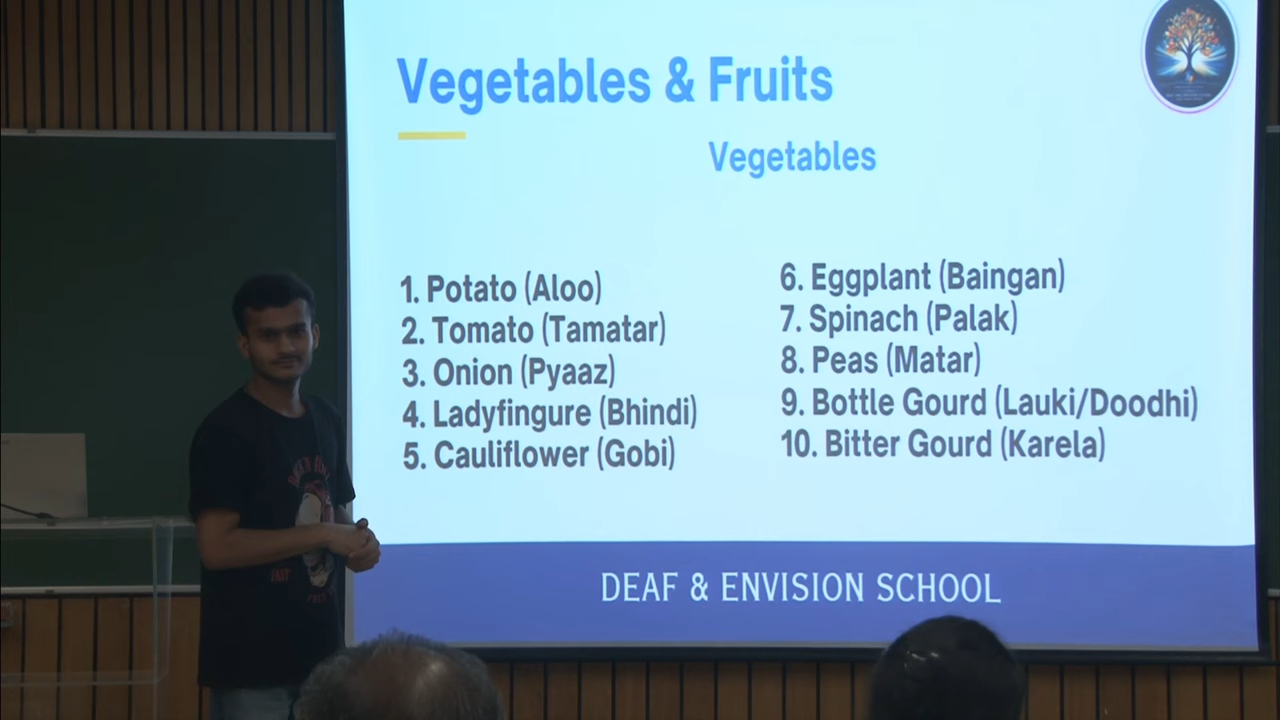 Vegetables & Fruits
Vegetables
1. Potato (Aloo)
2. Tomato (Tamatar)
3. Onion (Pyaaz)
4. Ladyfingure (Bhindi)
5. Cauliflower (Gobi)
6. Eggplant (Baingan)
7. Spinach (Palak)
8. Peas (Matar)
9. Bottle Gourd (Lauki/Doodhi)
10. Bitter Gourd (Karela)
DEAF & ENVISION SCHOOL